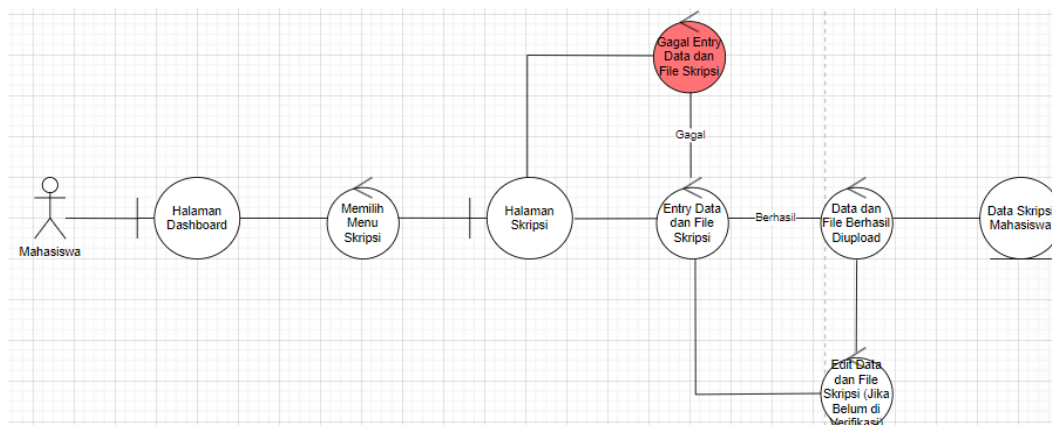 Gagal Entry
Data dan
File Skripsi
Gagal
Mahasiswa
Halaman
Dashboard
Memilih
Menu
Skripsi
Halaman
Skripsi
Entry Data
dan File
Skripsi
Berhasil
Data dan
File Berhasil
Diupload
Data Skripsi
Mahasiswa
Edit Data
dan File
Skripsi (Jika
Belum di
Verifikasi)